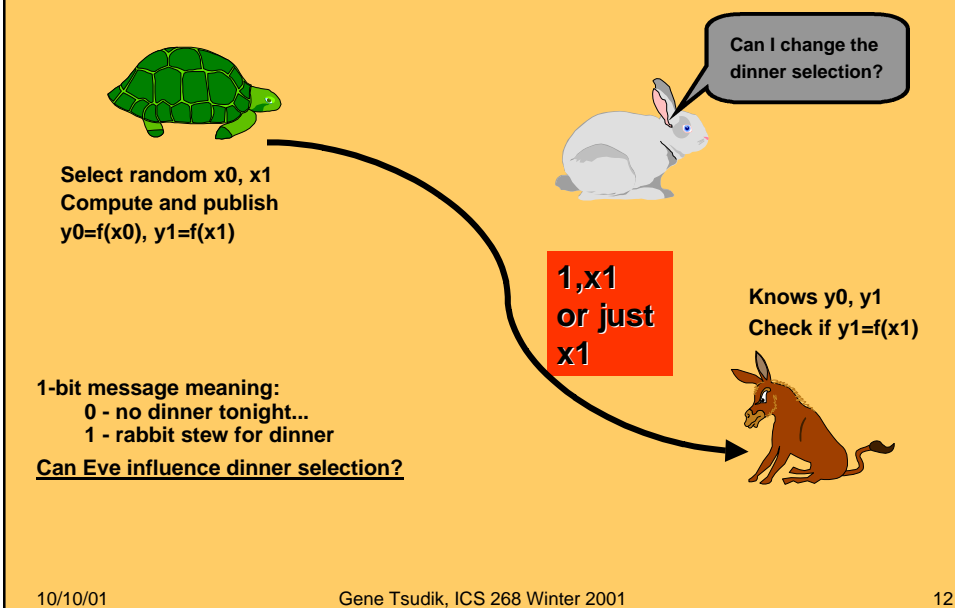 Can I change the
dinner selection?
Select random x0, x1
Compute and publish
y0=f(x0), y1=f(x1)
1,x1
or just
x1
Knows y0, y1
Check if y1=f(x1)
1-bit message meaning:
0 - no dinner tonight...
1 - rabbit stew for dinner
Can Eve influence dinner selection?
10/10/01
Gene Tsudik, ICS 268 Winter 2001
12